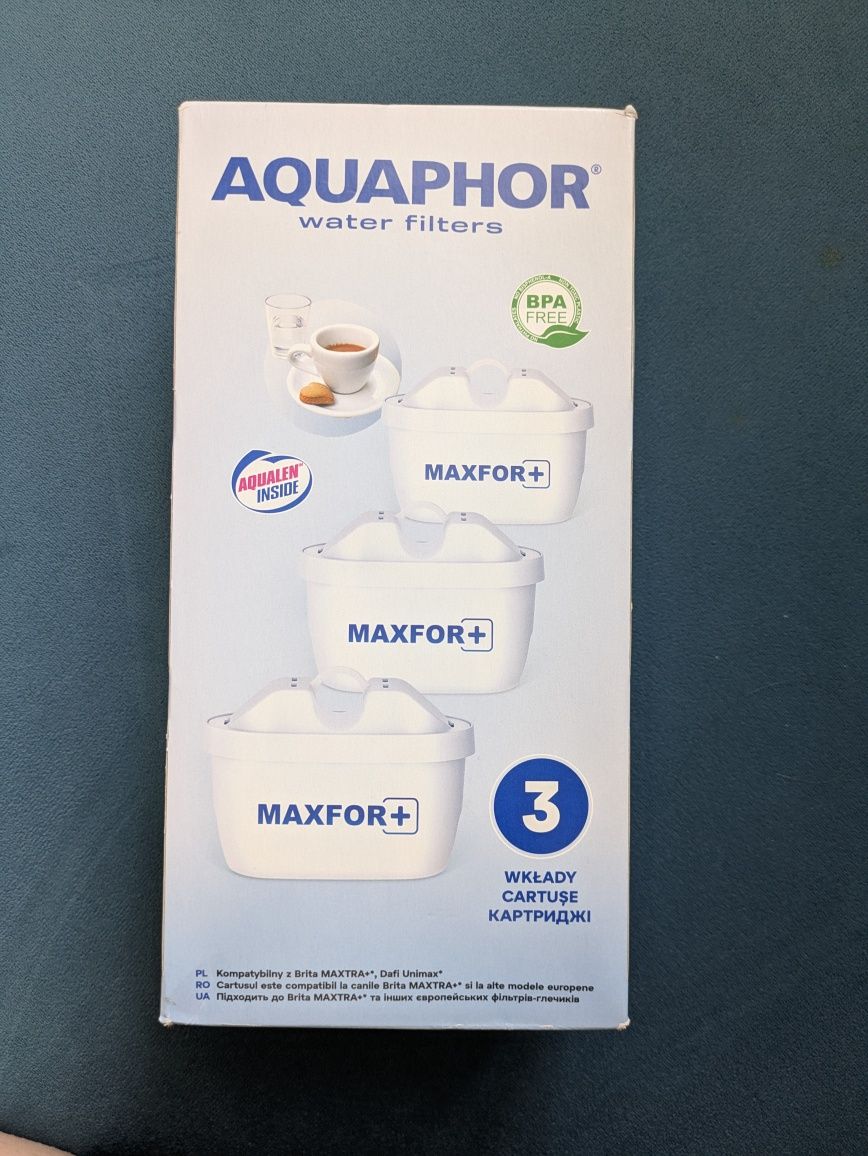 AQUAPHOR®
water filters
BPA
FREE
MAXFOR+
AQUALEN™
INSIDE
MAXFOR+
MAXFOR+
3
WKŁADY
CARTUȘE
КАРТРИДЖІ
PL Kompatybilny z Brita MAXTRA+*, Dafi Unimax*
RO Cartusul este compatibil la canile Brita MAXTRA+* si la alte modele europene
UA Підходить до Brita MAXTRA+* та інших європейських фільтрів-глечиків